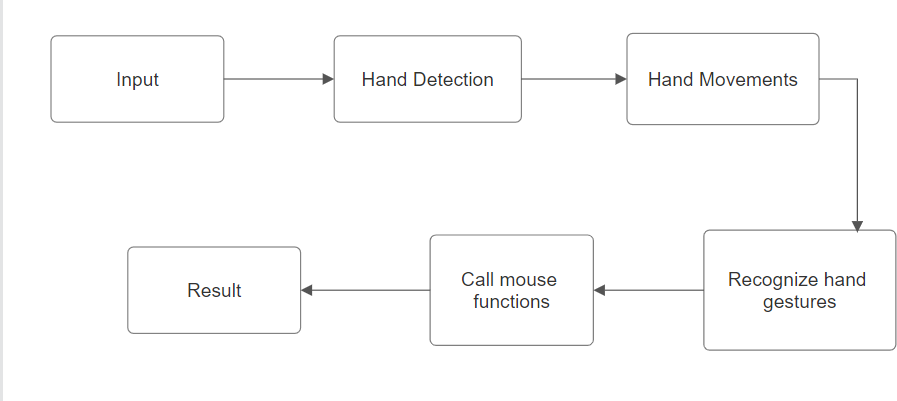 Input
Hand Detection
Hand Movements
Recognize hand
gestures
Call mouse
functions
Result